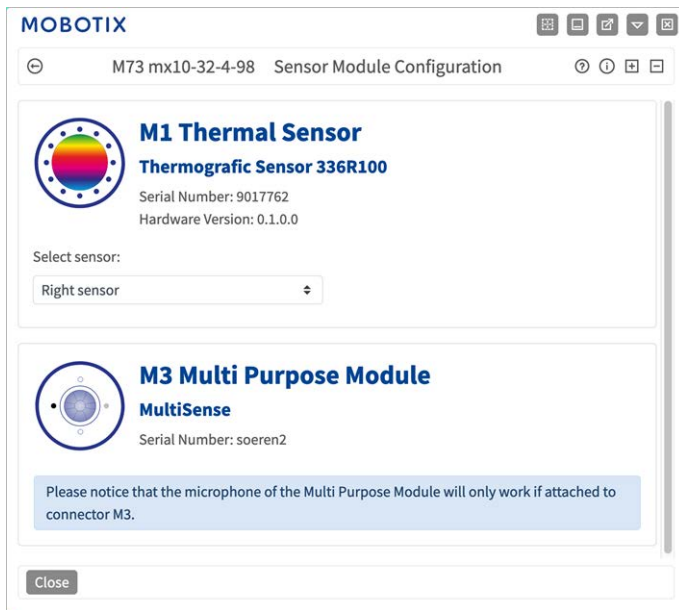 MOBOTIX
M73 mx10-32-4-98 Sensor Module Configuration
M1 Thermal Sensor
Thermografic Sensor 336R100
Serial Number: 9017762
Hardware Version: 0.1.0.0
Select sensor:
Right sensor
M3 Multi Purpose Module
MultiSense
Serial Number: soeren2
Please notice that the microphone of the Multi Purpose Module will only work if attached to
connector M3.
Close